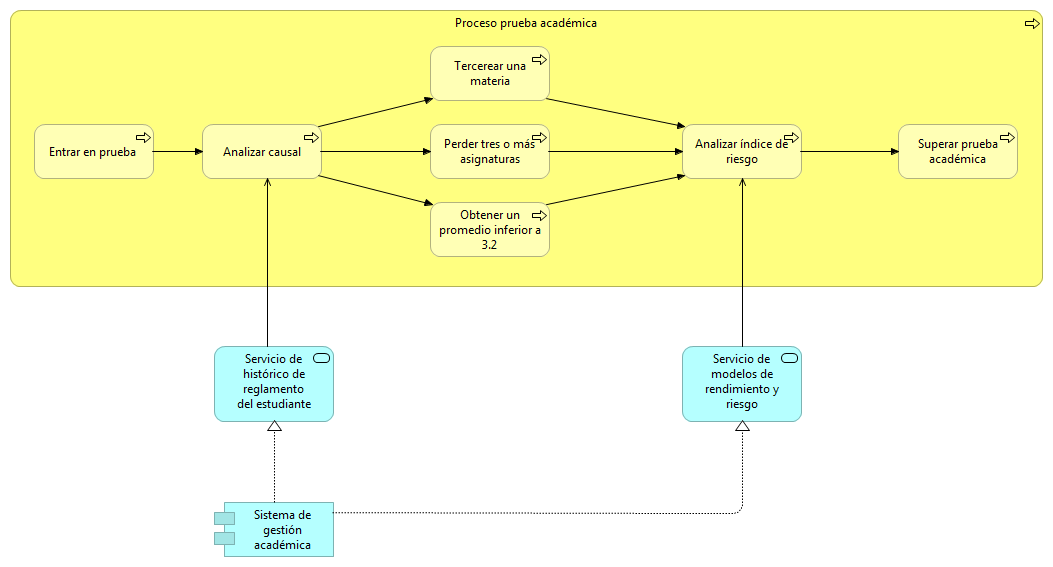 Proceso prueba académica
Tercerear una
materia
Entrar en prueba
Analizar causal
Perder tres o más
asignaturas
Analizar índice de
riesgo
Superar prueba
académica
Obtener un
promedio inferior a
3.2
Servicio de
histórico de
reglamento
del estudiante
Servicio de
modelos de
rendimiento y
riesgo
Sistema de
gestión
académica